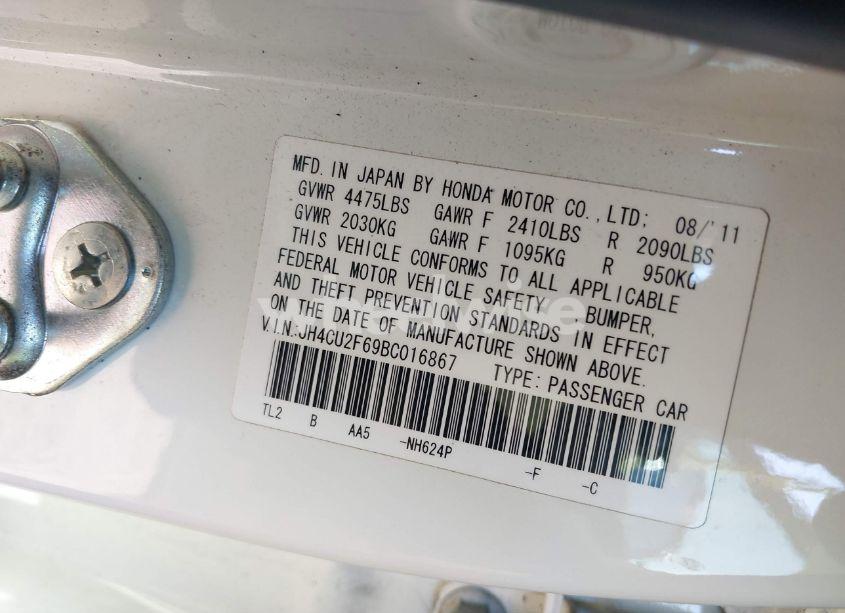 MFD. IN JAPAN BY HONDA MOTOR CO.,LTD; 08/'11
GVWR 4475LBS GAWR F 2410LBS R 2090LBS
GVWR 2030KG GAWR F 1095KG R 950KG
THIS VEHICLE CONFORMS TO ALL APPLICABLE
FEDERAL MOTOR VEHICLE SAFETY, BUMPER,
AND THEFT PREVENTION STANDARDS IN EFFECT
ON THE DATE OF MANUFACTURE SHOWN ABOVE.
V.IN.:JH4CU2F69BC016867 TYPE: PASSENGER CAR
TL2 B AA5 -NH624P -F -C